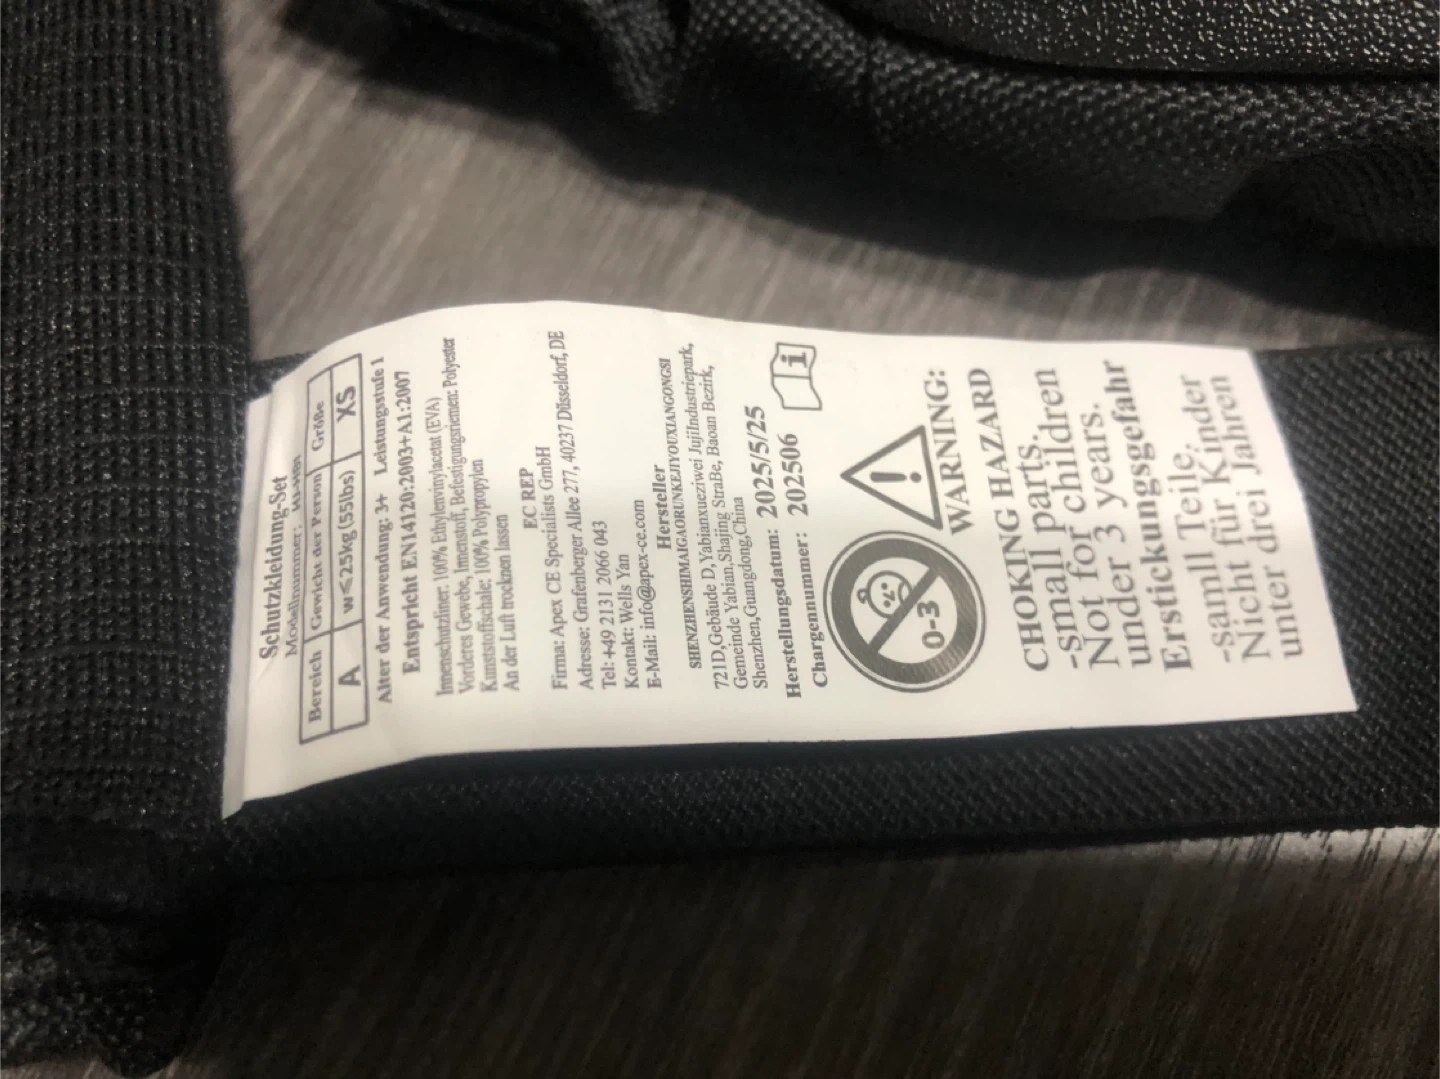 Schutzkleidung-Set
Modellnummer:
Bereich Gewicht der Person Größe
A w≤25kg(55lbs) XS
Alter der Anwendung: 3+ Leistungsstufe 1
Entspricht EN14120:2003+A1:2007
Innenschutzliner: 100% Ethylenvinylacetat (EVA)
Vorderes Gewebe, Innenstoff, Befestigungsriemen: Polyester
Kunststoffschale: 100% Polypropylen
An der Luft trocknen lassen
EC REP
Firma: Apex CE Specialists GmbH
Adresse: Grafenberger Allee 277, 40237 Düsseldorf, DE
Tel: +49 2131 2066 043
Kontakt: Wells Yan
E-Mail: info@apex-ce.com
Hersteller
SHENZHENSHIMAIGAORUNKEJIYOUXIANGONGSI
721D,Gebäude D,Yabianxueziwei JujiIndustriepark,
Gemeinde Yabian,Shajing StraBe, Baoan Bezirk,
Shenzhen,Guangdong,China
Herstellungsdatum: 2025/5/25
Chargennummer: 202506
i
0-3
WARNING:
CHOKING HAZARD
-small parts.
Not for children
under 3 years.
Erstickungsgefahr
-samll Teile.
Nicht für Kinder
unter drei Jahren